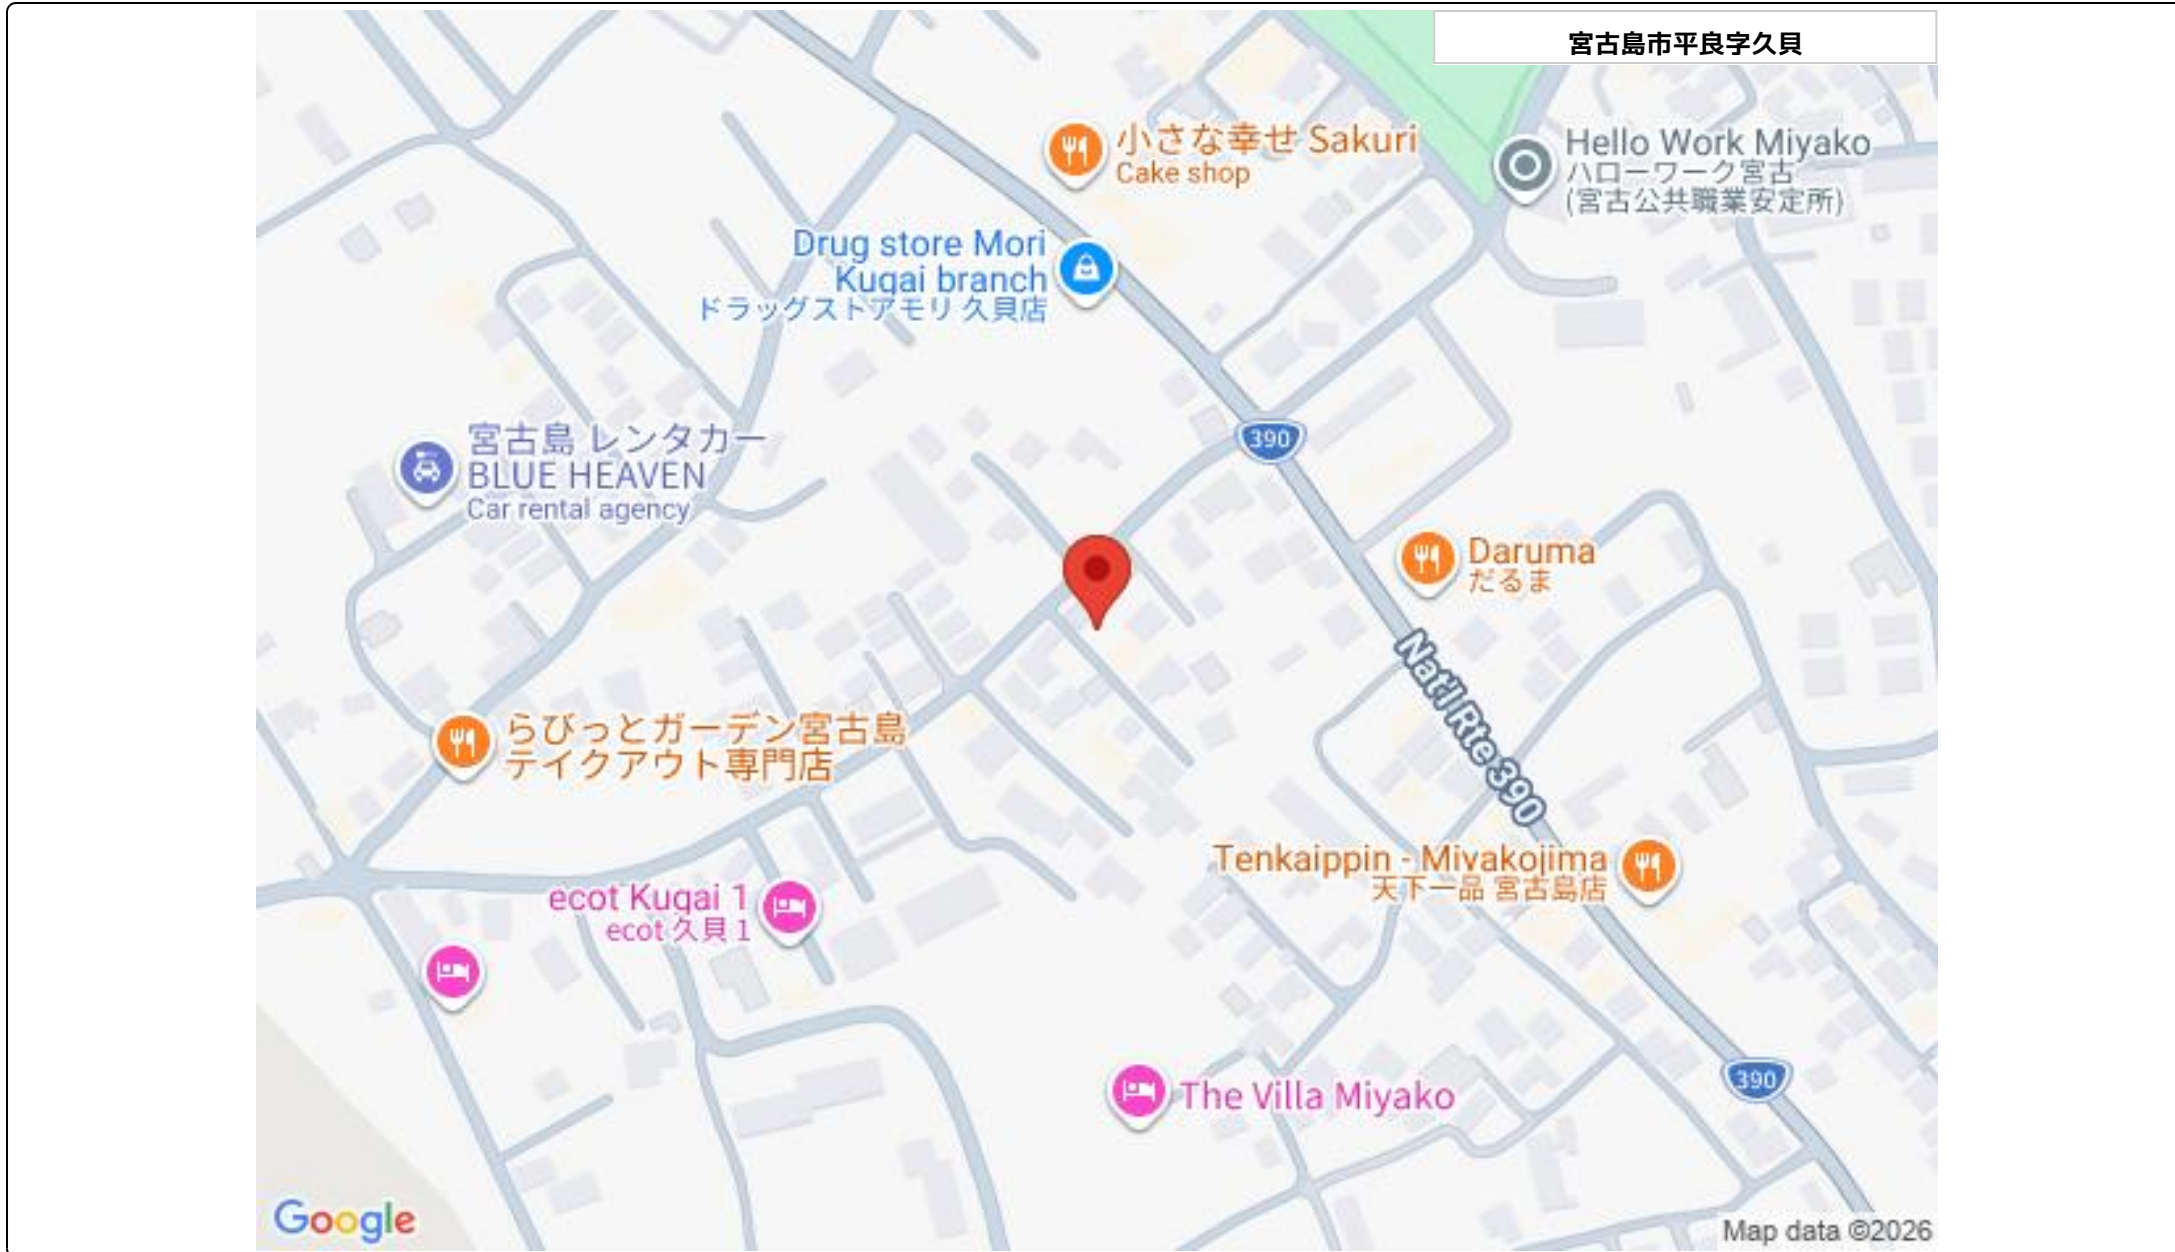 宮古島市平良字久貝
小さな幸せ Sakuri
Cake shop
Hello Work Miyako
ハローワーク宮古
(宮古公共職業安定所)
Drug store Mori
Kugai branch
ドラッグストアモリ 久貝店
390
宮古島 レンタカー
BLUE HEAVEN
Car rental agency
Daruma
だるま
Nat'l Rte 390
らびっとガーデン宮古島
テイクアウト専門店
Tenkaippin - Miyakojima
天下一品 宮古島店
ecot Kugai 1
ecot 久貝 1
390
The Villa Miyako
Google
Map data ©2026